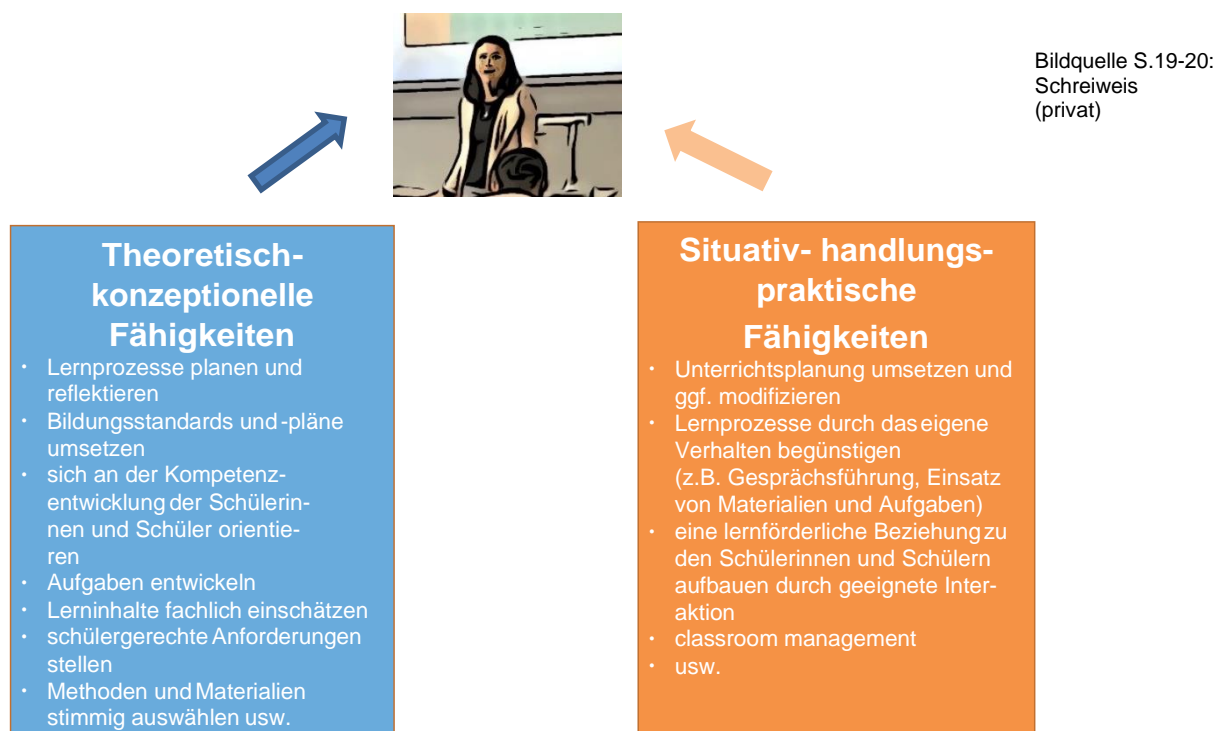 Bildquelle S.19-20:
Schreiweis
(privat)
Theoretisch-
konzeptionelle
Fähigkeiten
· Lernprozesse planen und
reflektieren
· Bildungsstandards und -pläne
umsetzen
· sich an der Kompetenz-
entwicklung der Schülerin-
nen und Schüler orientie-
ren
· Aufgaben entwickeln
· Lerninhalte fachlich einschätzen
· schülergerechte Anforderungen
stellen
· Methoden und Materialien
stimmig auswählen usw.
Situativ- handlungs-
praktische
Fähigkeiten
· Unterrichtsplanung umsetzen und
ggf. modifizieren
· Lernprozesse durch das eigene
Verhalten begünstigen
(z.B. Gesprächsführung, Einsatz
von Materialien und Aufgaben)
· eine lernförderliche Beziehung zu
den Schülerinnen und Schülern
aufbauen durch geeignete Inter-
aktion
· classroom management
· usw.